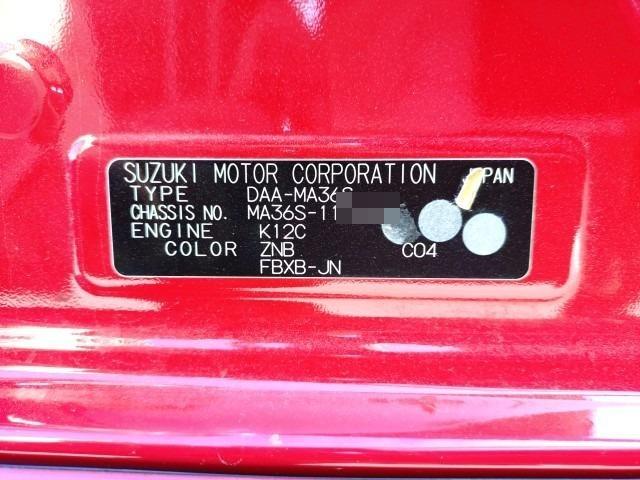 SUZUKI MOTOR CORPORATION JAPAN
TYPE DAA-MA36S
CHASSIS NO. MA36S-11
ENGINE K12C
COLOR ZNB C04
FBXB-JN